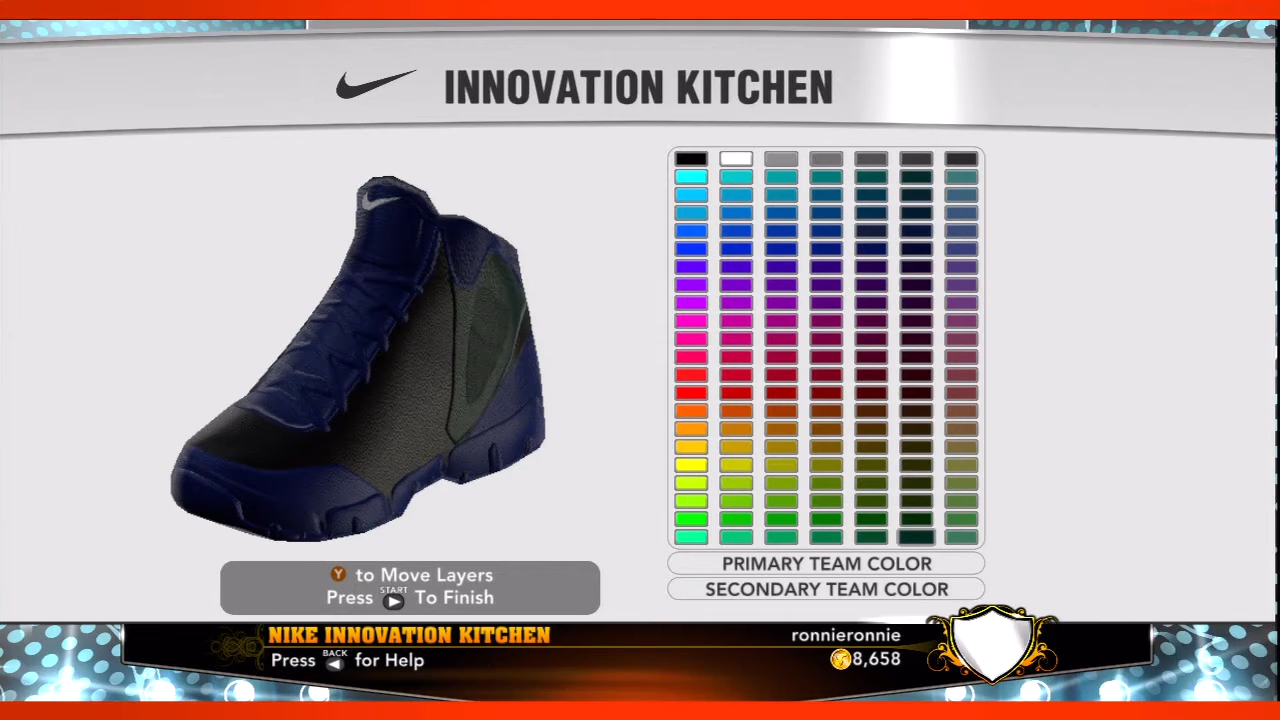 INNOVATION KITCHEN
Y to Move Layers
START
Press To Finish
PRIMARY TEAM COLOR
SECONDARY TEAM COLOR
NIKE INNOVATION KITCHEN
ronnieronnie
BACK
Press for Help
8,658